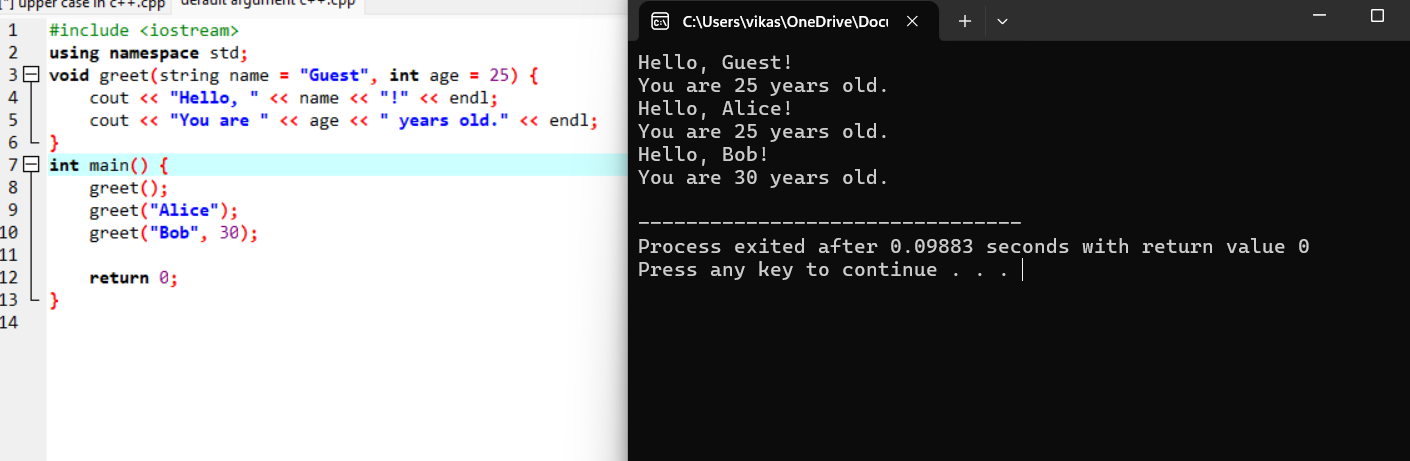 [*] upper case in c++.cpp default argument c++.cpp
1 #include <iostream>
2 using namespace std;
3 void greet(string name = "Guest", int age = 25) {
4 cout << "Hello, " << name << "!" << endl;
5 cout << "You are " << age << " years old." << endl;
6 }
7 int main() {
8 greet();
9 greet("Alice");
10 greet("Bob", 30);
11
12 return 0;
13 }
14
C:\Users\vikas\OneDrive\Docu
Hello, Guest!
You are 25 years old.
Hello, Alice!
You are 25 years old.
Hello, Bob!
You are 30 years old.
--------------------------------
Process exited after 0.09883 seconds with return value 0
Press any key to continue . . .